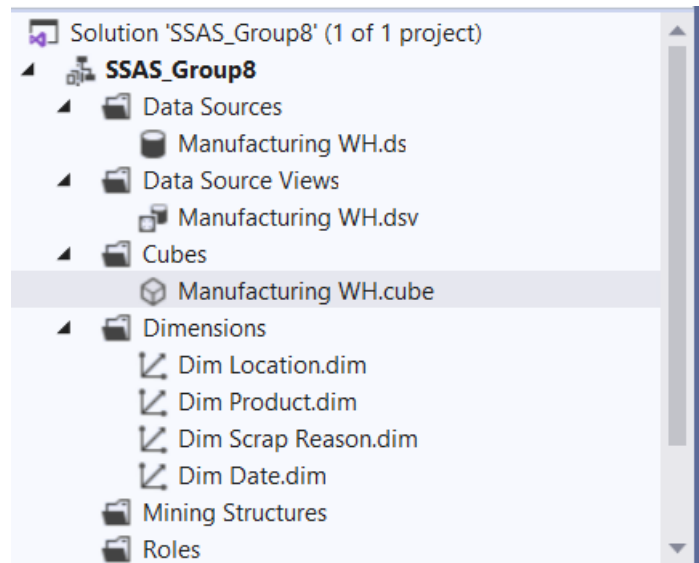 Solution 'SSAS_Group8' (1 of 1 project)
SSAS_Group8
Data Sources
Manufacturing WH.ds
Data Source Views
Manufacturing WH.dsv
Cubes
Manufacturing WH.cube
Dimensions
Dim Location.dim
Dim Product.dim
Dim Scrap Reason.dim
Dim Date.dim
Mining Structures
Roles